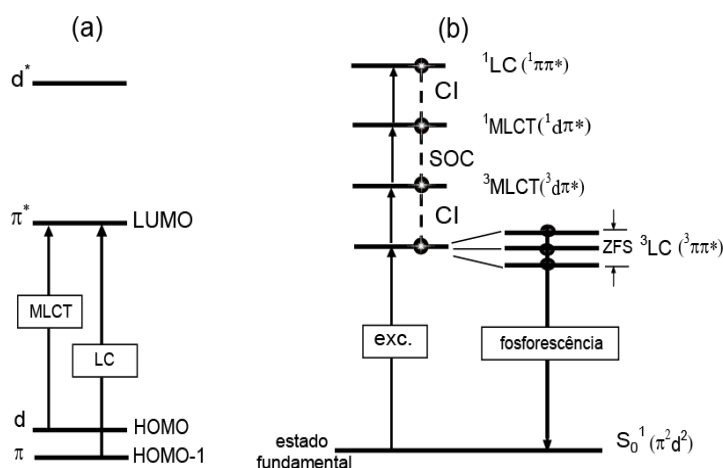 (a)
(b)
d*
π*
LUMO
MLCT
LC
d
HOMO
π
HOMO-1
¹LC (¹ππ*)
CI
¹MLCT(¹dπ*)
SOC
³MLCT(³dπ*)
CI
ZFS
³LC (³ππ*)
exc.
fosforescência
estado
fundamental
S₀¹ (π²d²)